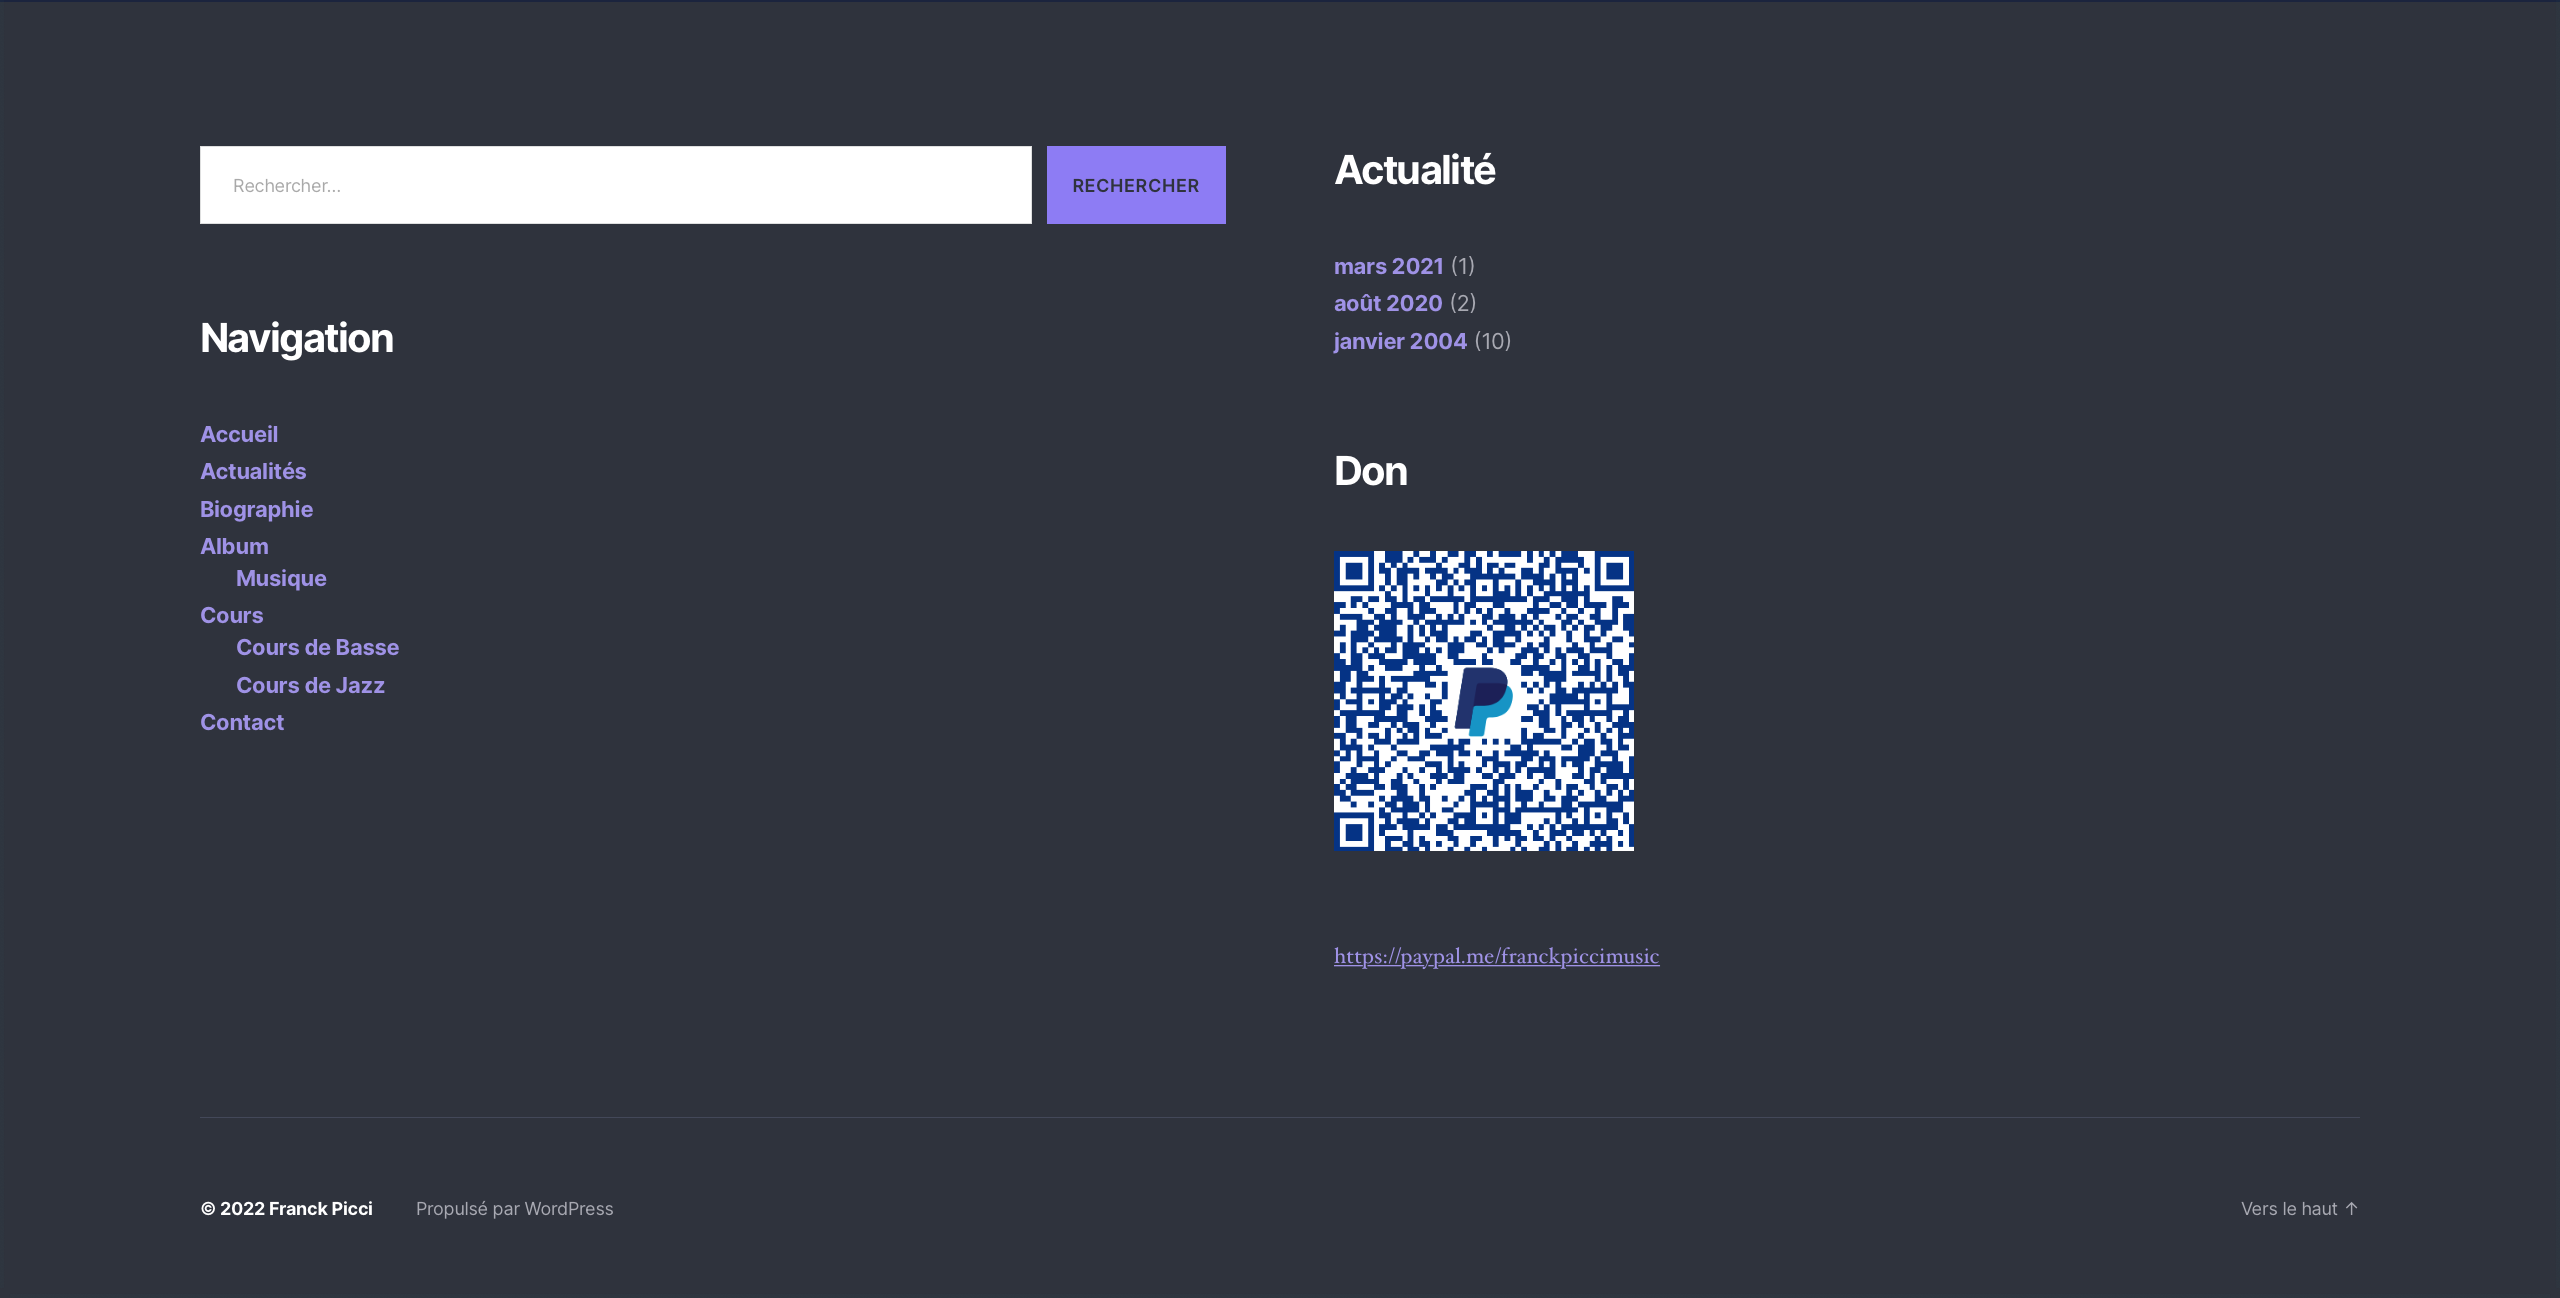 Rechercher…
RECHERCHER
Navigation
Accueil
Actualités
Biographie
Album
Musique
Cours
Cours de Basse
Cours de Jazz
Contact
Actualité
mars 2021 (1)
août 2020 (2)
janvier 2004 (10)
Don
https://paypal.me/franckpiccimusic
© 2022 Franck Picci
Propulsé par WordPress
Vers le haut ↑